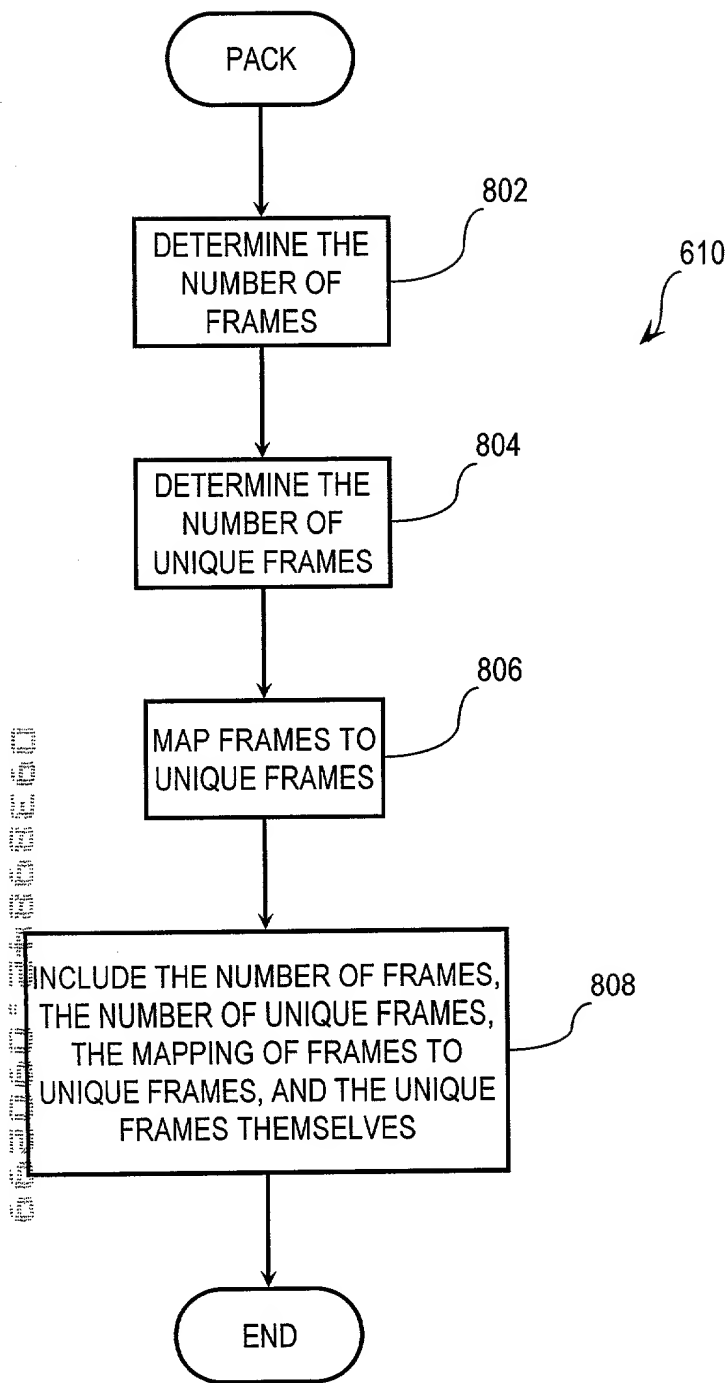 PACK
802
DETERMINE THE
NUMBER OF
FRAMES
610
804
DETERMINE THE
NUMBER OF
UNIQUE FRAMES
806
MAP FRAMES TO
UNIQUE FRAMES
INCLUDE THE NUMBER OF FRAMES,
THE NUMBER OF UNIQUE FRAMES,
THE MAPPING OF FRAMES TO
UNIQUE FRAMES, AND THE UNIQUE
FRAMES THEMSELVES
808
END